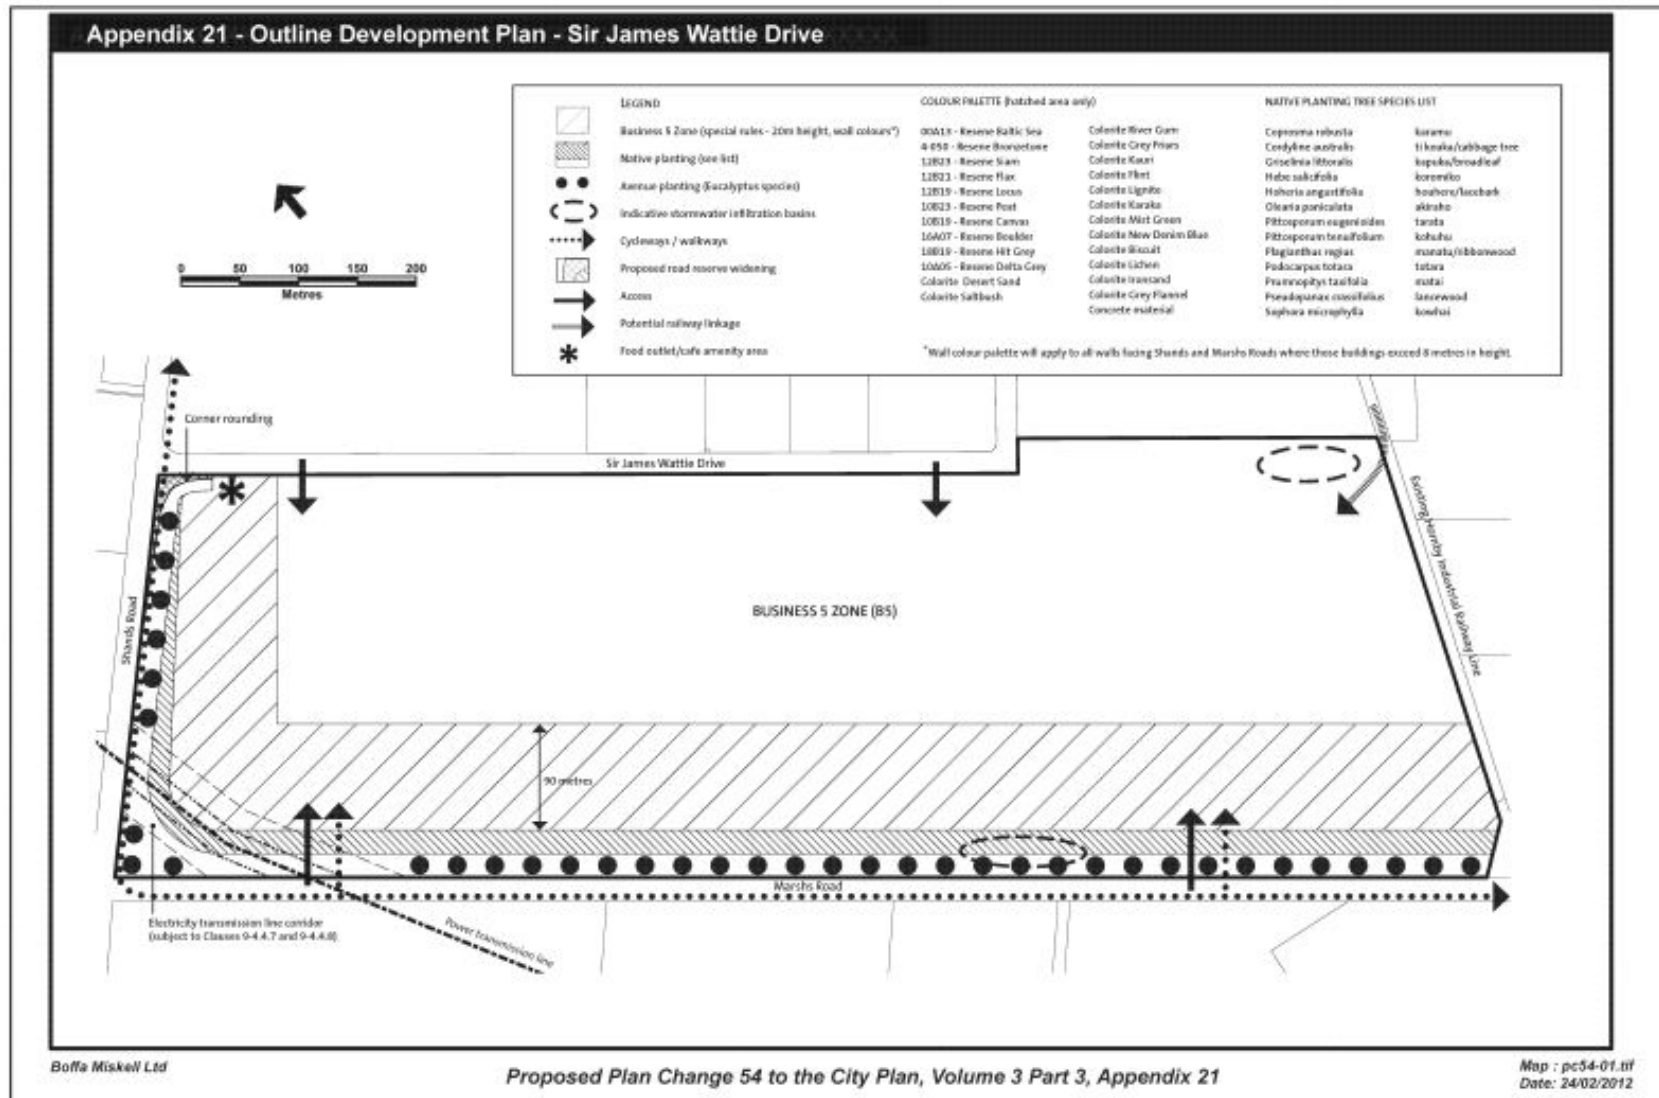 Appendix 21 - Outline Development Plan - Sir James Wattie Drive
LEGEND
Business 5 Zone (special rules - 20m height, wall colours*)
Native planting (see list)
Avenue planting (Eucalyptus species)
Indicative stormwater infiltration basins
Cycleways / walkways
Proposed road reserve widening
Access
Potential railway linkage
Food outlet/cafe amenity area
COLOUR PALETTE (hatched area only)
00A13 - Resene Baltic Sea
4-050 - Resene Bronzetone
12B23 - Resene Siam
12B21 - Resene Flax
12B19 - Resene Locus
10B23 - Resene Peat
10B19 - Resene Canvas
16A07 - Resene Boulder
18B19 - Resene Hit Grey
10A05 - Resene Delta Grey
Colorite Desert Sand
Colorite Saltbush
Colorite River Gum
Colorite Grey Friars
Colorite Kauri
Colorite Flint
Colorite Lignite
Colorite Karaka
Colorite Mist Green
Colorite New Denim Blue
Colorite Biscuit
Colorite Lichen
Colorite Ironsand
Colorite Grey Flannel
Concrete material
NATIVE PLANTING TREE SPECIES LIST
Coprosma robusta karamu
Cordyline australis ti kouka/cabbage tree
Griselinia littoralis kapuka/broadleaf
Hebe salicifolia koromiko
Hoheria angustifolia houhere/lacebark
Olearia paniculata akiraho
Pittosporum eugenioides tarata
Pittosporum tenuifolium kohuhu
Plagianthus regius manatu/ribbonwood
Podocarpus totara totara
Prumnopitys taxifolia matai
Pseudopanax crassifolius lancewood
Sophora microphylla kowhai
*Wall colour palette will apply to all walls facing Shands and Marshs Roads where those buildings exceed 8 metres in height.
0 50 100 150 200
Metres
Corner rounding
Sir James Wattie Drive
Existing Hornby Industrial Railway Line
Shands Road
BUSINESS 5 ZONE (B5)
90 metres
Marshs Road
Electricity transmission line corridor
(subject to Clauses 9-4.4.7 and 9-4.4.8)
Power transmission line
Boffa Miskell Ltd
Proposed Plan Change 54 to the City Plan, Volume 3 Part 3, Appendix 21
Map : pc54-01.tif
Date: 24/02/2012